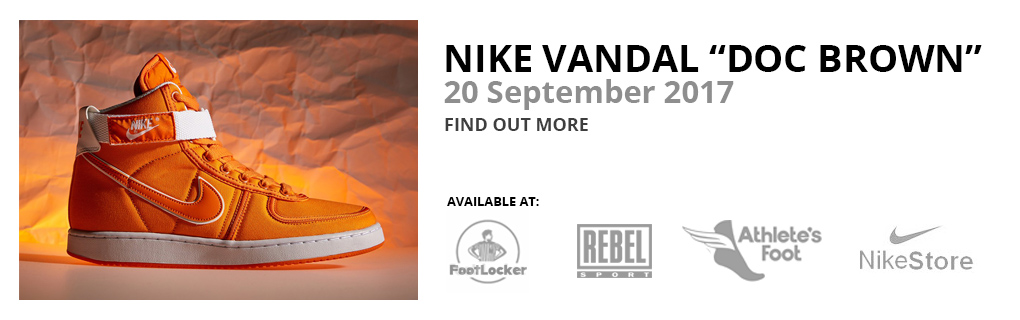 NIKE
NIKE VANDAL “DOC BROWN”
20 September 2017
FIND OUT MORE
AVAILABLE AT:
FootLocker
REBEL
SPORT
Athlete's
Foot
NikeStore